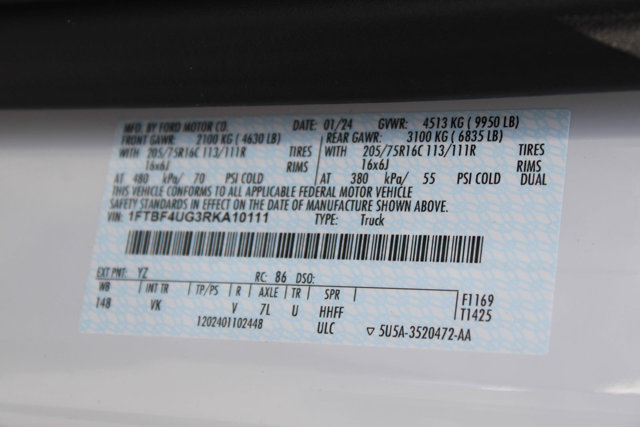 MFD. BY FORD MOTOR CO. DATE: 01/24 GVWR: 4513 KG ( 9950 LB)
FRONT GAWR: 2100 KG ( 4630 LB) REAR GAWR: 3100 KG ( 6835 LB)
WITH 205/75R16C 113/111R TIRES WITH 205/75R16C 113/111R TIRES
16x6J RIMS 16x6J RIMS
AT 480 kPa/ 70 PSI COLD AT 380 kPa/ 55 PSI COLD DUAL
THIS VEHICLE CONFORMS TO ALL APPLICABLE FEDERAL MOTOR VEHICLE
SAFETY STANDARDS IN EFFECT ON THE DATE OF MANUFACTURE SHOWN ABOVE.
VIN: 1FTBF4UG3RKA10111 TYPE: Truck
EXT PNT: YZ RC: 86 DSO:
WB INT TR TP/PS R AXLE TR SPR F1169
148 VK V 7L U HHFF T1425
1202401102448 ULC ▽ 5U5A-3520472-AA